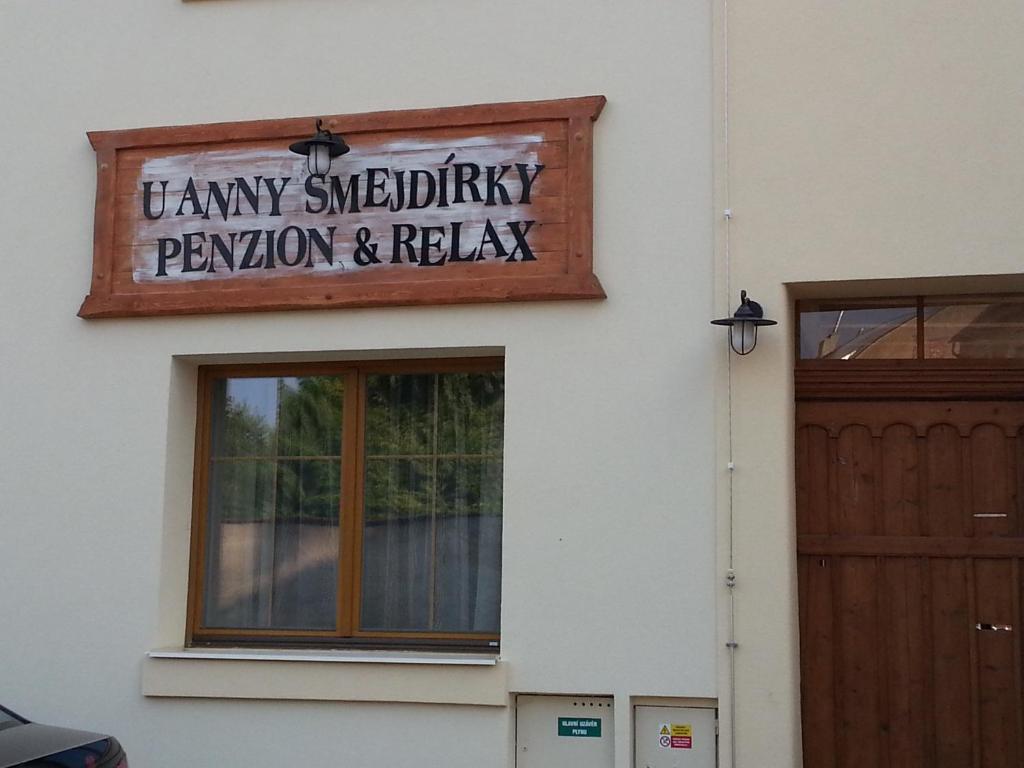 U ANNY SMEJDÍRKY
PENZION & RELAX
HLAVNÍ UZÁVĚR
PLYNU